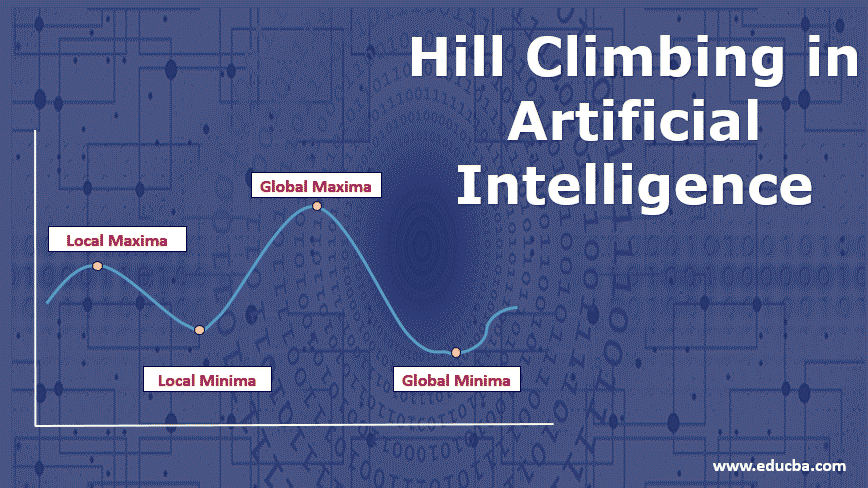 Hill Climbing in
Artificial
Intelligence
Global Maxima
Local Maxima
Local Minima
Global Minima
www.educba.com